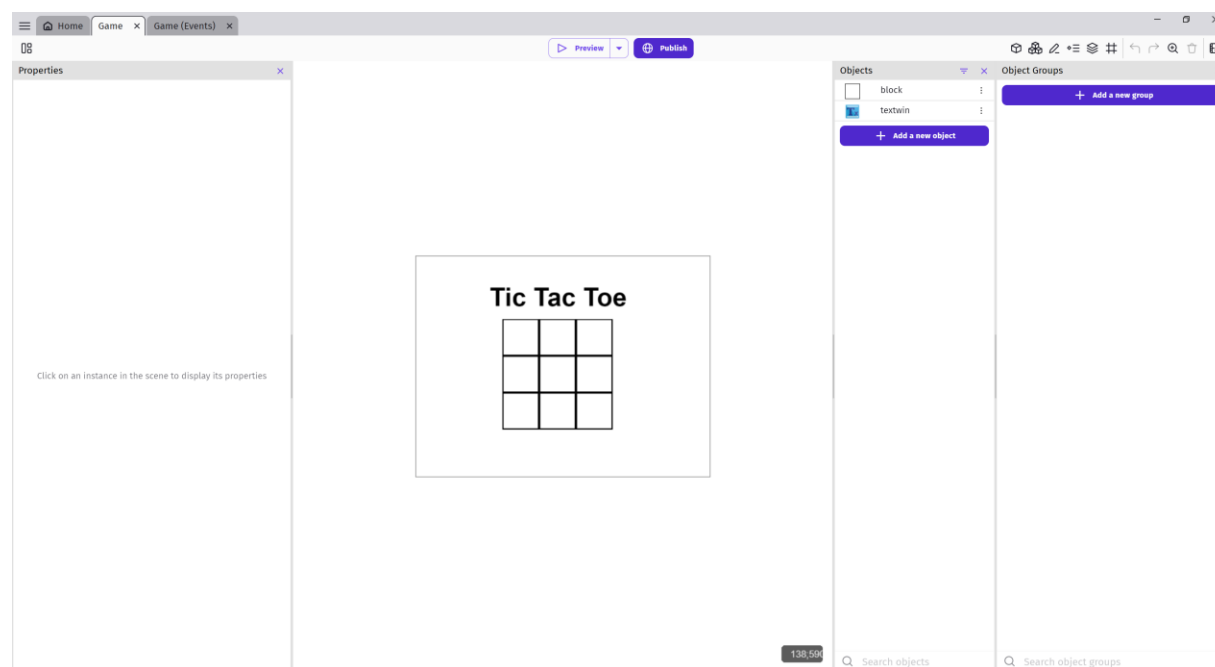 Home Game × Game (Events) ×
Preview Publish
Properties
Objects
Object Groups
block
textwin
Add a new object
Add a new group
Tic Tac Toe
Click on an instance in the scene to display its properties
138,590
Search objects
Search object groups